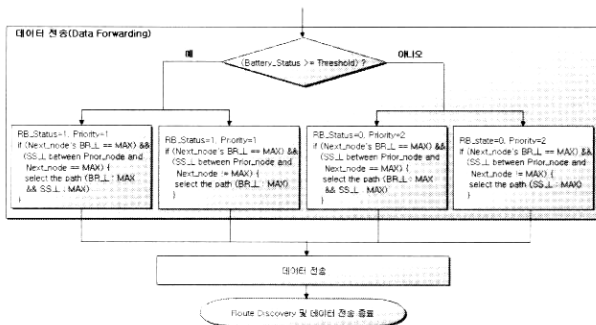 데이터 전송(Data Forwarding)
예
(Battery_Status >= Threshold) ?
아니오
RB_Status=1, Priority=1
if (Next_node's BR_L == MAX) &&
(SS_L between Prior_node and
Next_node == MAX) {
select the path (BR_L : MAX
&& SS_L : MAX)
}
RB_Status=1, Priority=1
if (Next_node's BR_L == MAX) &&
(SS_L between Prior_node and
Next_node != MAX) {
select the path (BR_L : MAX)
}
RB_Status=0, Priority=2
if (Next_node's BR_L == MAX) &&
(SS_L between Prior_node and
Next_node == MAX) {
select the path (BR_L : MAX
&& SS_L : MAX)
}
RB_state=0, Priority=2
if (Next_node's BR_L == MAX) &&
(SS_L between Prior_node and
Next_node != MAX) {
select the path (SS_L : MAX)
}
데이터 전송
Route Discovery 및 데이터 전송 종료